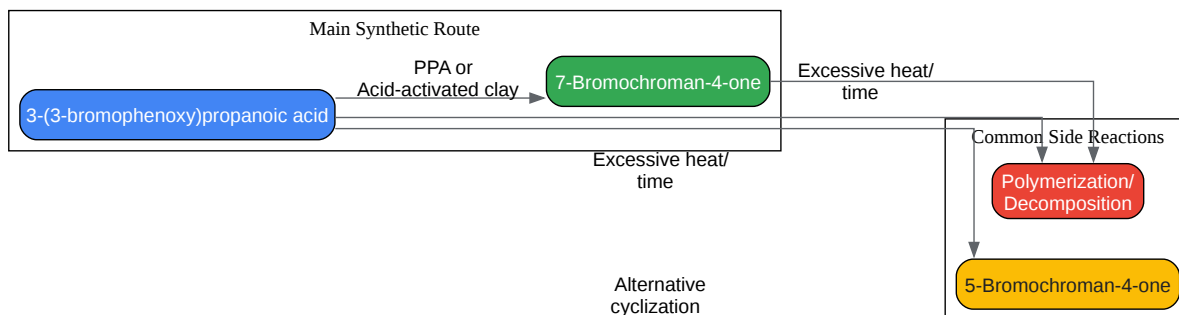 Main Synthetic Route
PPA or
Acid-activated clay
7-Bromochroman-4-one
Excessive heat/
time
3-(3-bromophenoxy)propanoic acid
Common Side Reactions
Excessive heat/
time
Polymerization/
Decomposition
Alternative
cyclization
5-Bromochroman-4-one